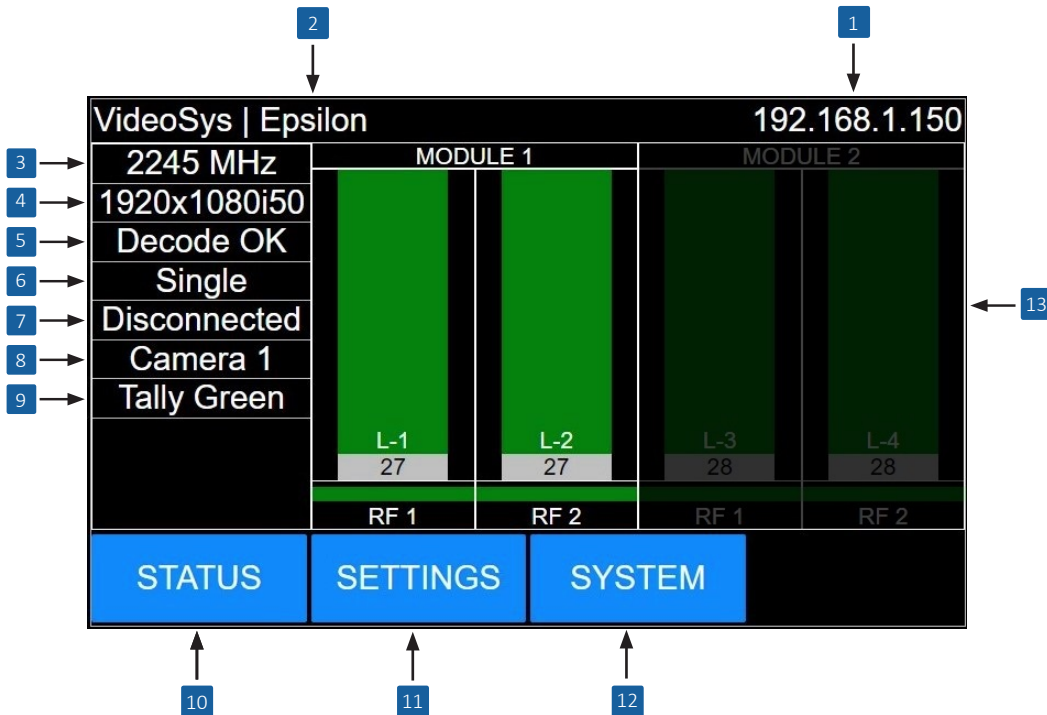 2
1
VideoSys | Epsilon
192.168.1.150
3
2245 MHz
MODULE 1
MODULE 2
4
1920x1080i50
5
Decode OK
6
Single
7
Disconnected
13
8
Camera 1
9
Tally Green
L-1
L-2
L-3
L-4
27
27
28
28
RF 1
RF 2
RF 1
RF 2
STATUS
SETTINGS
SYSTEM
10
11
12